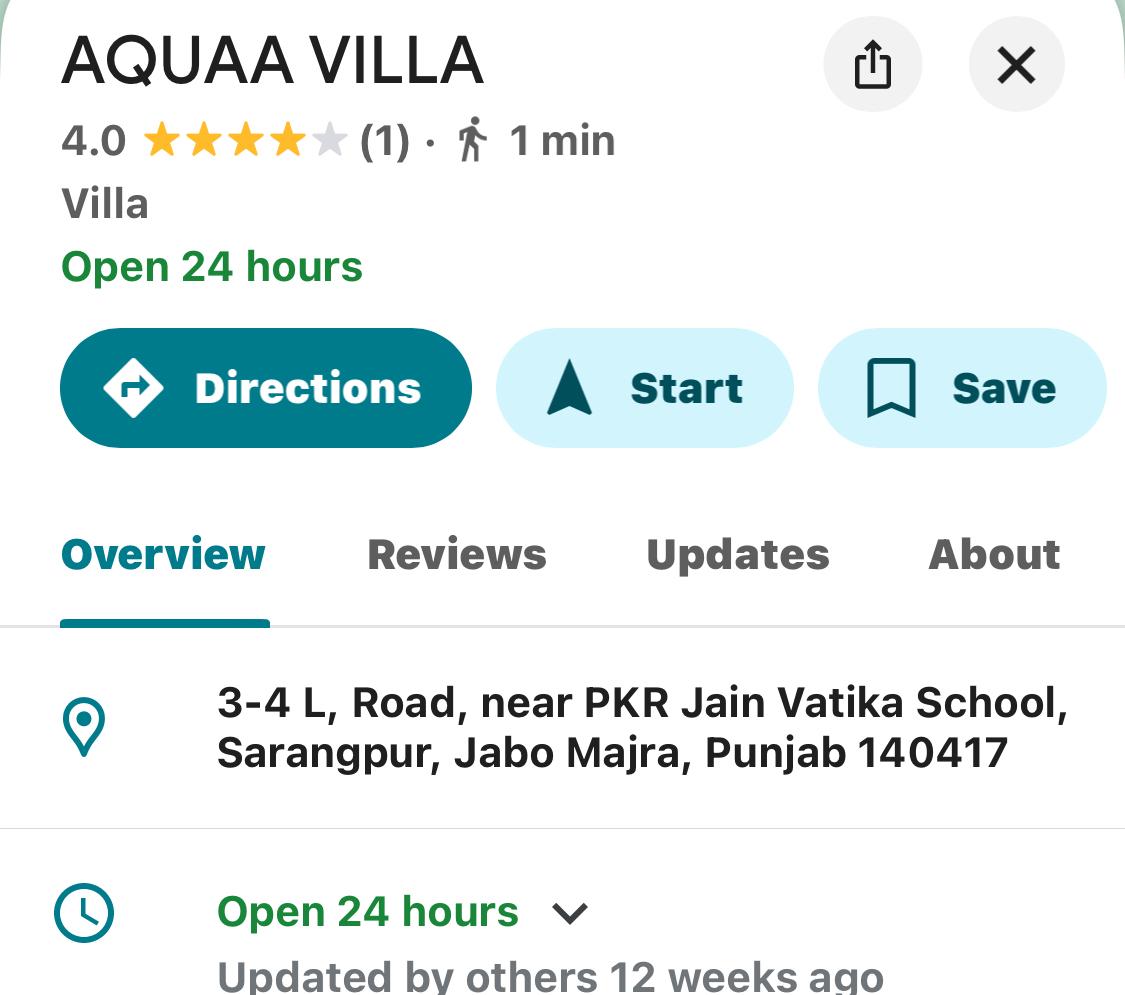 AQUAA VILLA
4.0 (1) · 1 min
Villa
Open 24 hours
Directions Start Save
Overview Reviews Updates About
3-4 L, Road, near PKR Jain Vatika School,
Sarangpur, Jabo Majra, Punjab 140417
Open 24 hours
Updated by others 12 weeks ago